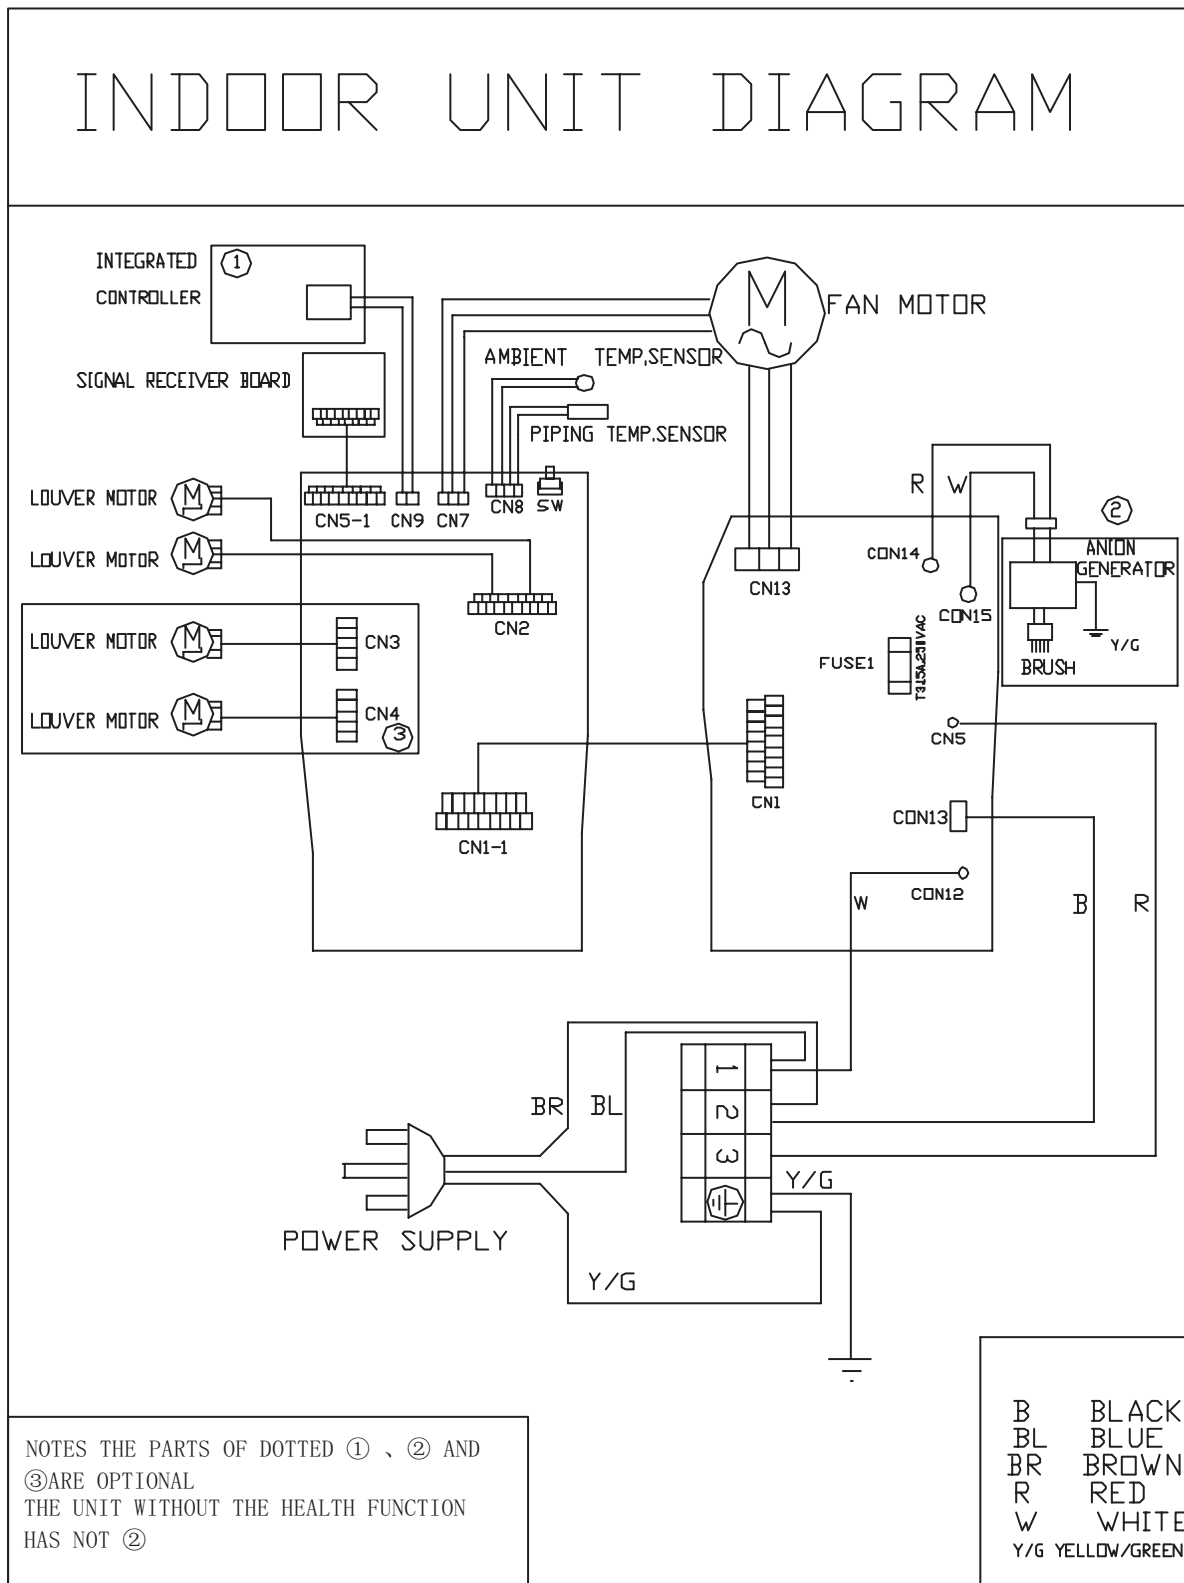 INDOOR UNIT DIAGRAM
INTEGRATED
CONTROLLER
1
SIGNAL RECEIVER BOARD
M
FAN MOTOR
AMBIENT TEMP.SENSOR
PIPING TEMP.SENSOR
LOUVER MOTOR
M
LOUVER MOTOR
M
LOUVER MOTOR
M
LOUVER MOTOR
M
CN5-1
CN9
CN7
CN8
SW
CN2
CN3
CN4
3
CN1-1
R
W
2
CON14
CN13
CON15
ANION
GENERATOR
Y/G
BRUSH
FUSE1
T3.15A,250VAC
CN5
CN1
CON13
CON12
W
B
R
BR
BL
1
2
3
Y/G
POWER SUPPLY
Y/G
NOTES THE PARTS OF DOTTED ① 、② AND
③ARE OPTIONAL
THE UNIT WITHOUT THE HEALTH FUNCTION
HAS NOT ②
B BLACK
BL BLUE
BR BROWN
R RED
W WHITE
Y/G YELLOW/GREEN